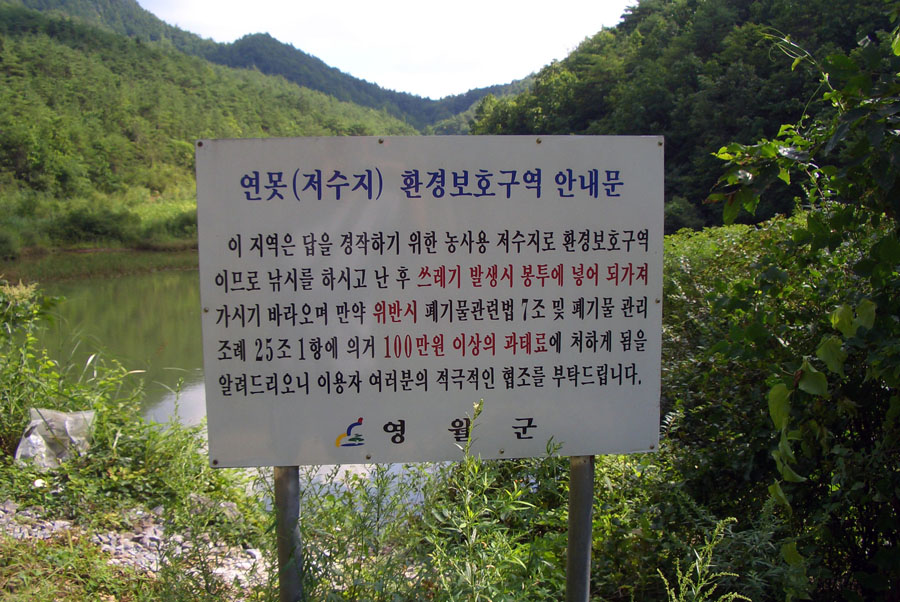 연못(저수지) 환경보호구역 안내문
이 지역은 답을 경작하기 위한 농사용 저수지로 환경보호구역
이므로 낚시를 하시고 난 후 쓰레기 발생시 봉투에 넣어 되가져
가시기 바라오며 만약 위반시 폐기물관련법 7조 및 폐기물 관리
조례 25조 1항에 의거 100만원 이상의 과태료에 처하게 됨을
알려드리오니 이용자 여러분의 적극적인 협조를 부탁드립니다.
영 월 군